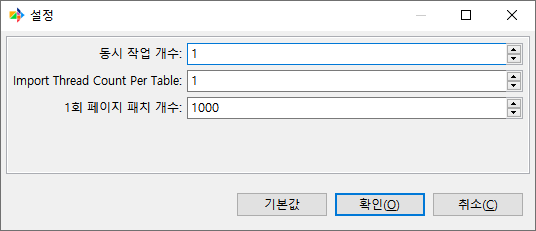 설정
동시 작업 개수: 1
Import Thread Count Per Table: 1
1회 페이지 패치 개수: 1000
기본값 확인(O) 취소(C)